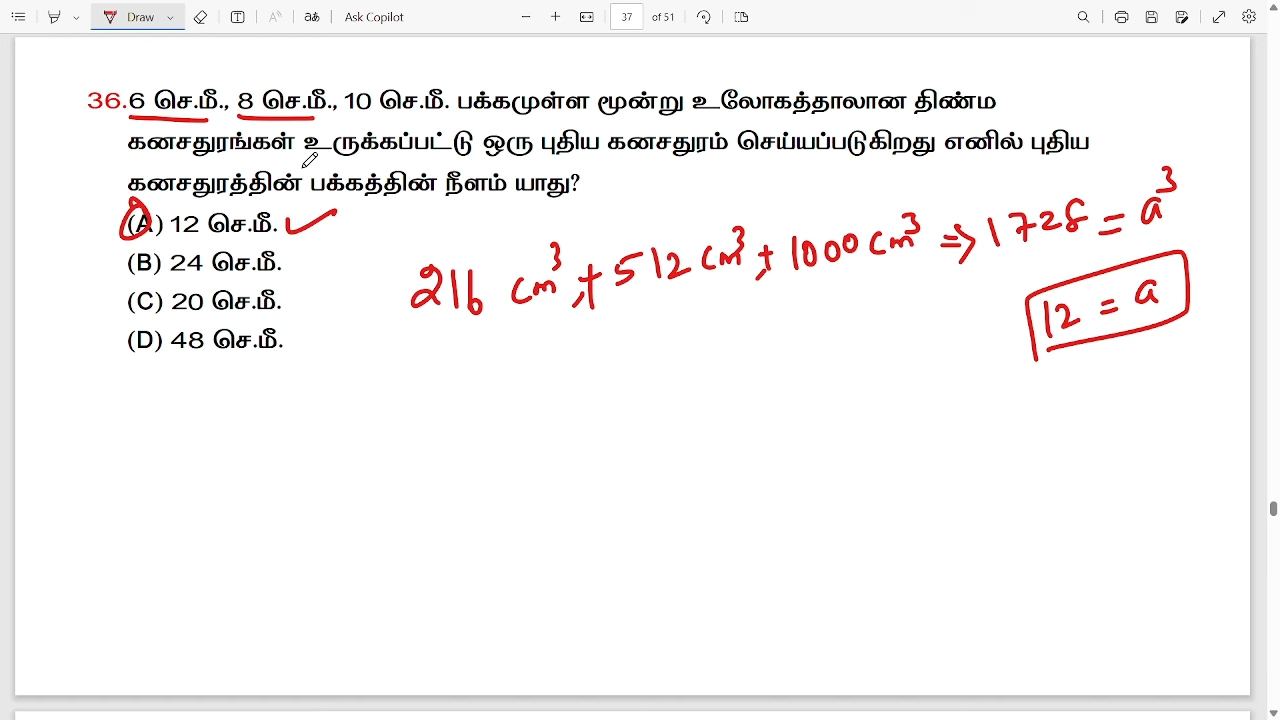 Draw
Ask Copilot
37 of 51
36. 6 செ.மீ., 8 செ.மீ., 10 செ.மீ. பக்கமுள்ள மூன்று உலோகத்தாலான திண்ம
கனசதுரங்கள் உருக்கப்பட்டு ஒரு புதிய கனசதுரம் செய்யப்படுகிறது எனில் புதிய
கனசதுரத்தின் பக்கத்தின் நீளம் யாது?
(A) 12 செ.மீ.
(B) 24 செ.மீ.
(C) 20 செ.மீ.
(D) 48 செ.மீ.
216 cm³, + 512 cm³, + 1000 cm³ ⇒ 1728 = a³
12 = a